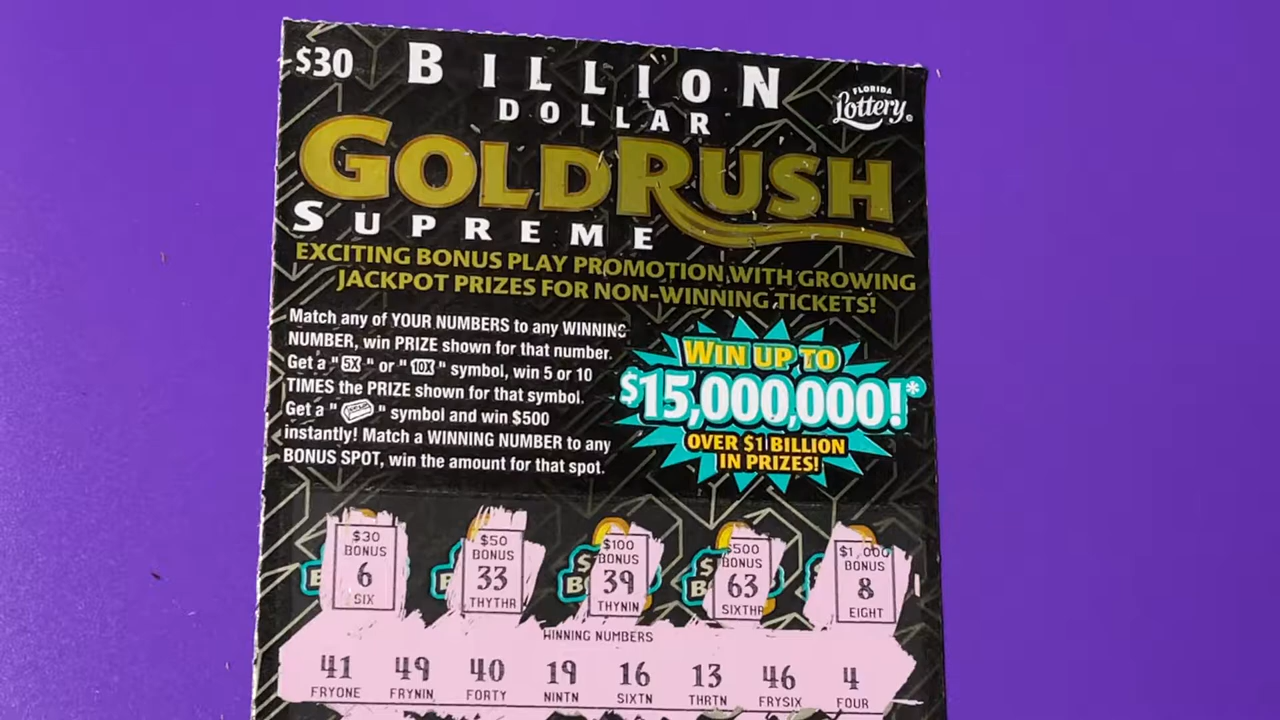 $30 BILLION
DOLLAR
FLORIDA
Lottery
GOLDRUSH
SUPREME
EXCITING BONUS PLAY PROMOTION WITH GROWING
JACKPOT PRIZES FOR NON-WINNING TICKETS!
Match any of YOUR NUMBERS to any WINNING
NUMBER, win PRIZE shown for that number.
Get a "5X" or "10X" symbol, win 5 or 10
TIMES the PRIZE shown for that symbol.
Get a " " symbol and win $500
instantly! Match a WINNING NUMBER to any
BONUS SPOT, win the amount for that spot.
WIN UP TO
$15,000,000!*
OVER $1 BILLION
IN PRIZES!
$30 $50 $100 $500 $1,000
BONUS BONUS BONUS BONUS BONUS
6 33 39 63 8
SIX THYTHR THYNIN SIXTHR EIGHT
WINNING NUMBERS
41 49 40 19 16 13 46 4
FRYONE FRYNIN FORTY NINTN SIXTN THRTN FRYSIX FOUR